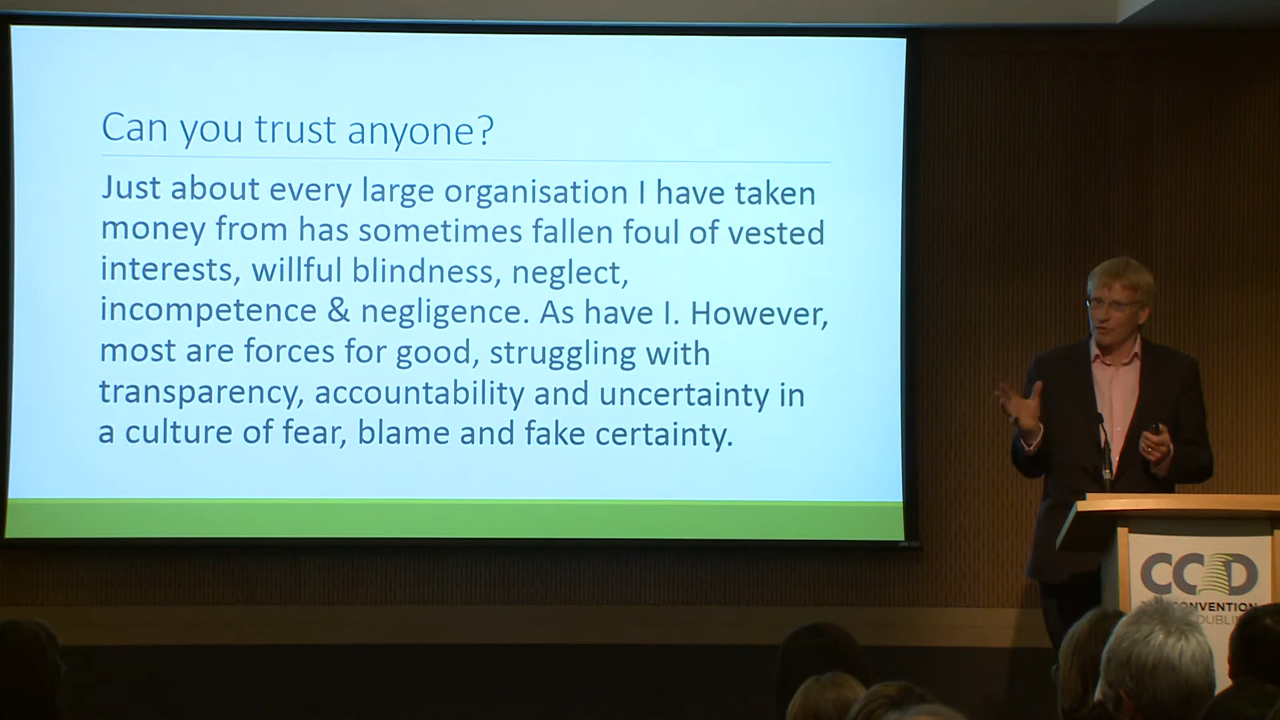 Can you trust anyone?
Just about every large organisation I have taken
money from has sometimes fallen foul of vested
interests, willful blindness, neglect,
incompetence & negligence. As have I. However,
most are forces for good, struggling with
transparency, accountability and uncertainty in
a culture of fear, blame and fake certainty.
CCD
CONVENTION
DUBLIN